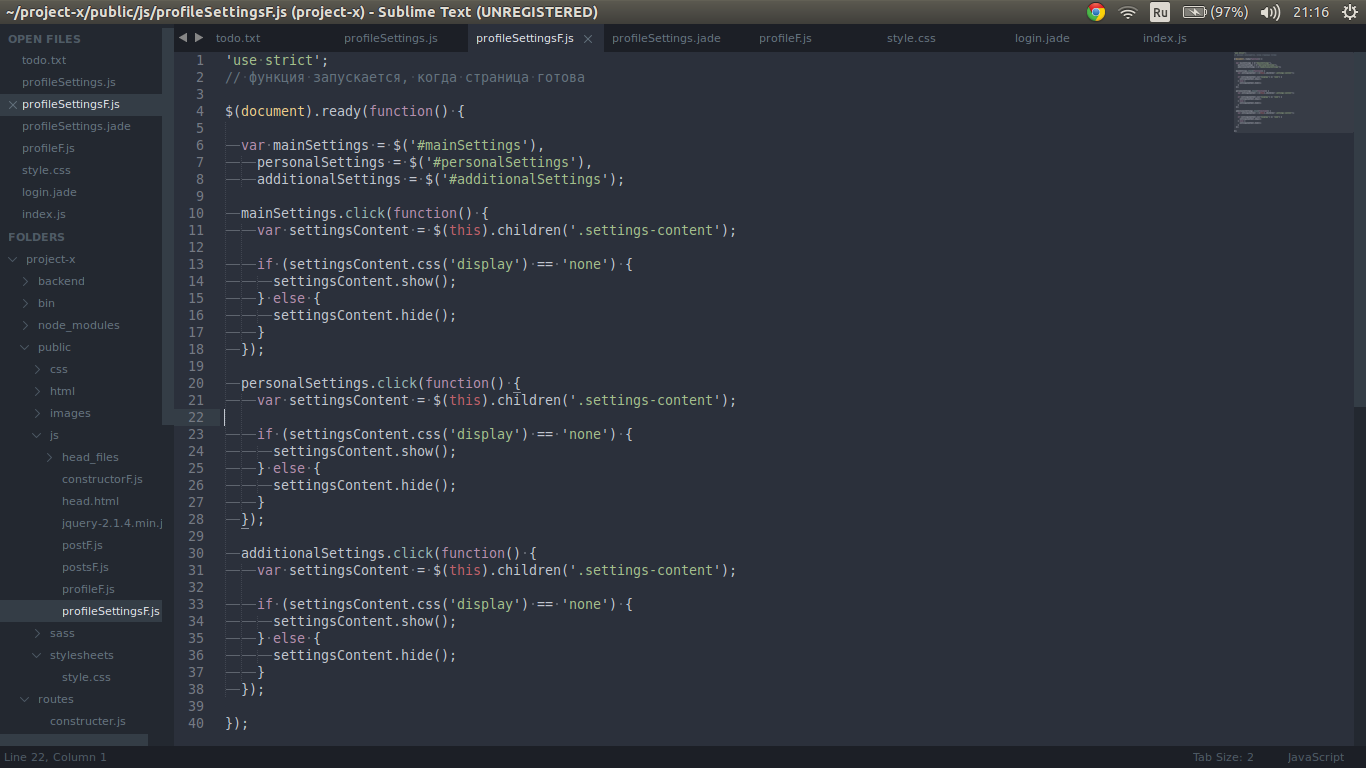 ~/project-x/public/js/profileSettingsF.js (project-x) - Sublime Text (UNREGISTERED)
Ru
(97%)
21:16
OPEN FILES
todo.txt
profileSettings.js
profileSettingsF.js
profileSettings.jade
profileF.js
style.css
login.jade
index.js
FOLDERS
project-x
backend
bin
node_modules
public
css
html
images
js
head_files
constructorF.js
head.html
jquery-2.1.4.min.j
postF.js
postsF.js
profileF.js
profileSettingsF.js
sass
stylesheets
style.css
routes
constructer.js
todo.txt
profileSettings.js
profileSettingsF.js
profileSettings.jade
profileF.js
style.css
login.jade
index.js
1 'use strict';
2 // функция запускается, когда страница готова
3
4 $(document).ready(function() {
5
6 var mainSettings = $('#mainSettings'),
7 personalSettings = $('#personalSettings'),
8 additionalSettings = $('#additionalSettings');
9
10 mainSettings.click(function() {
11 var settingsContent = $(this).children('.settings-content');
12
13 if (settingsContent.css('display') == 'none') {
14 settingsContent.show();
15 } else {
16 settingsContent.hide();
17 }
18 });
19
20 personalSettings.click(function() {
21 var settingsContent = $(this).children('.settings-content');
22
23 if (settingsContent.css('display') == 'none') {
24 settingsContent.show();
25 } else {
26 settingsContent.hide();
27 }
28 });
29
30 additionalSettings.click(function() {
31 var settingsContent = $(this).children('.settings-content');
32
33 if (settingsContent.css('display') == 'none') {
34 settingsContent.show();
35 } else {
36 settingsContent.hide();
37 }
38 });
39
40 });
Line 22, Column 1
Tab Size: 2
JavaScript